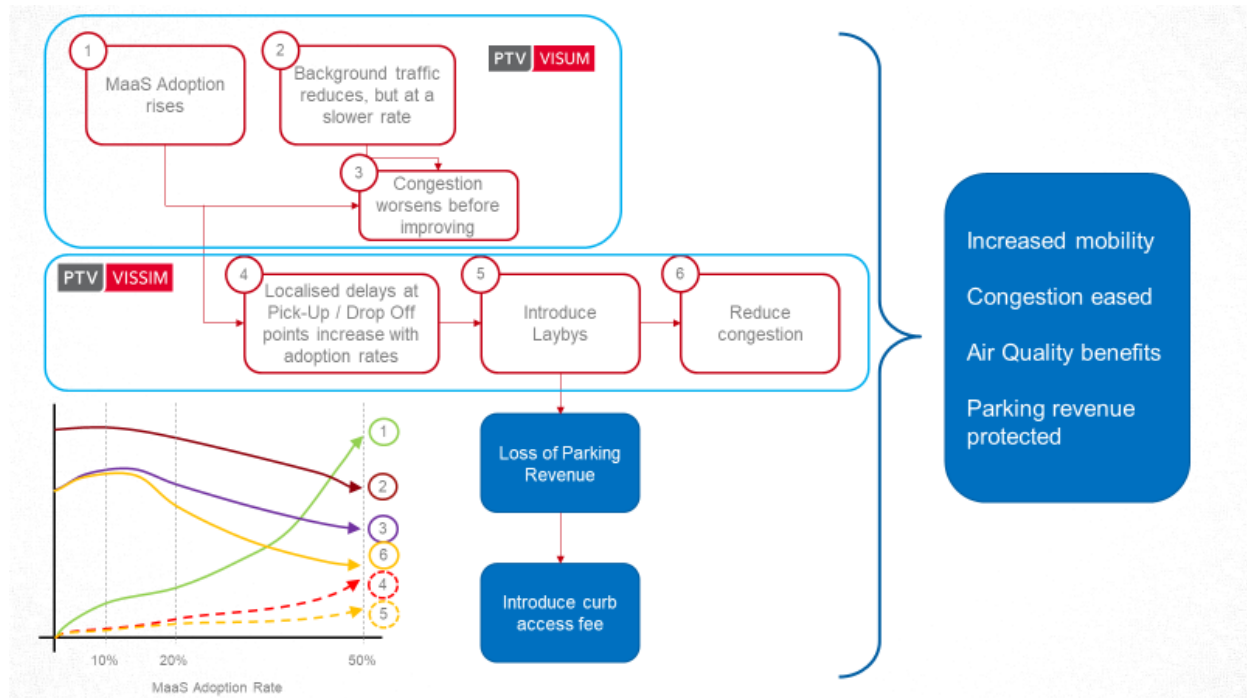 1
MaaS Adoption
rises
2
Background traffic
reduces, but at a
slower rate
PTV VISUM
3
Congestion
worsens before
improving
PTV VISSIM
4
Localised delays at
Pick-Up / Drop Off
points increase with
adoption rates
5
Introduce
Laybys
6
Reduce
congestion
Loss of Parking
Revenue
Introduce curb
access fee
1
2
3
6
4
5
10%
20%
50%
MaaS Adoption Rate
Increased mobility
Congestion eased
Air Quality benefits
Parking revenue
protected